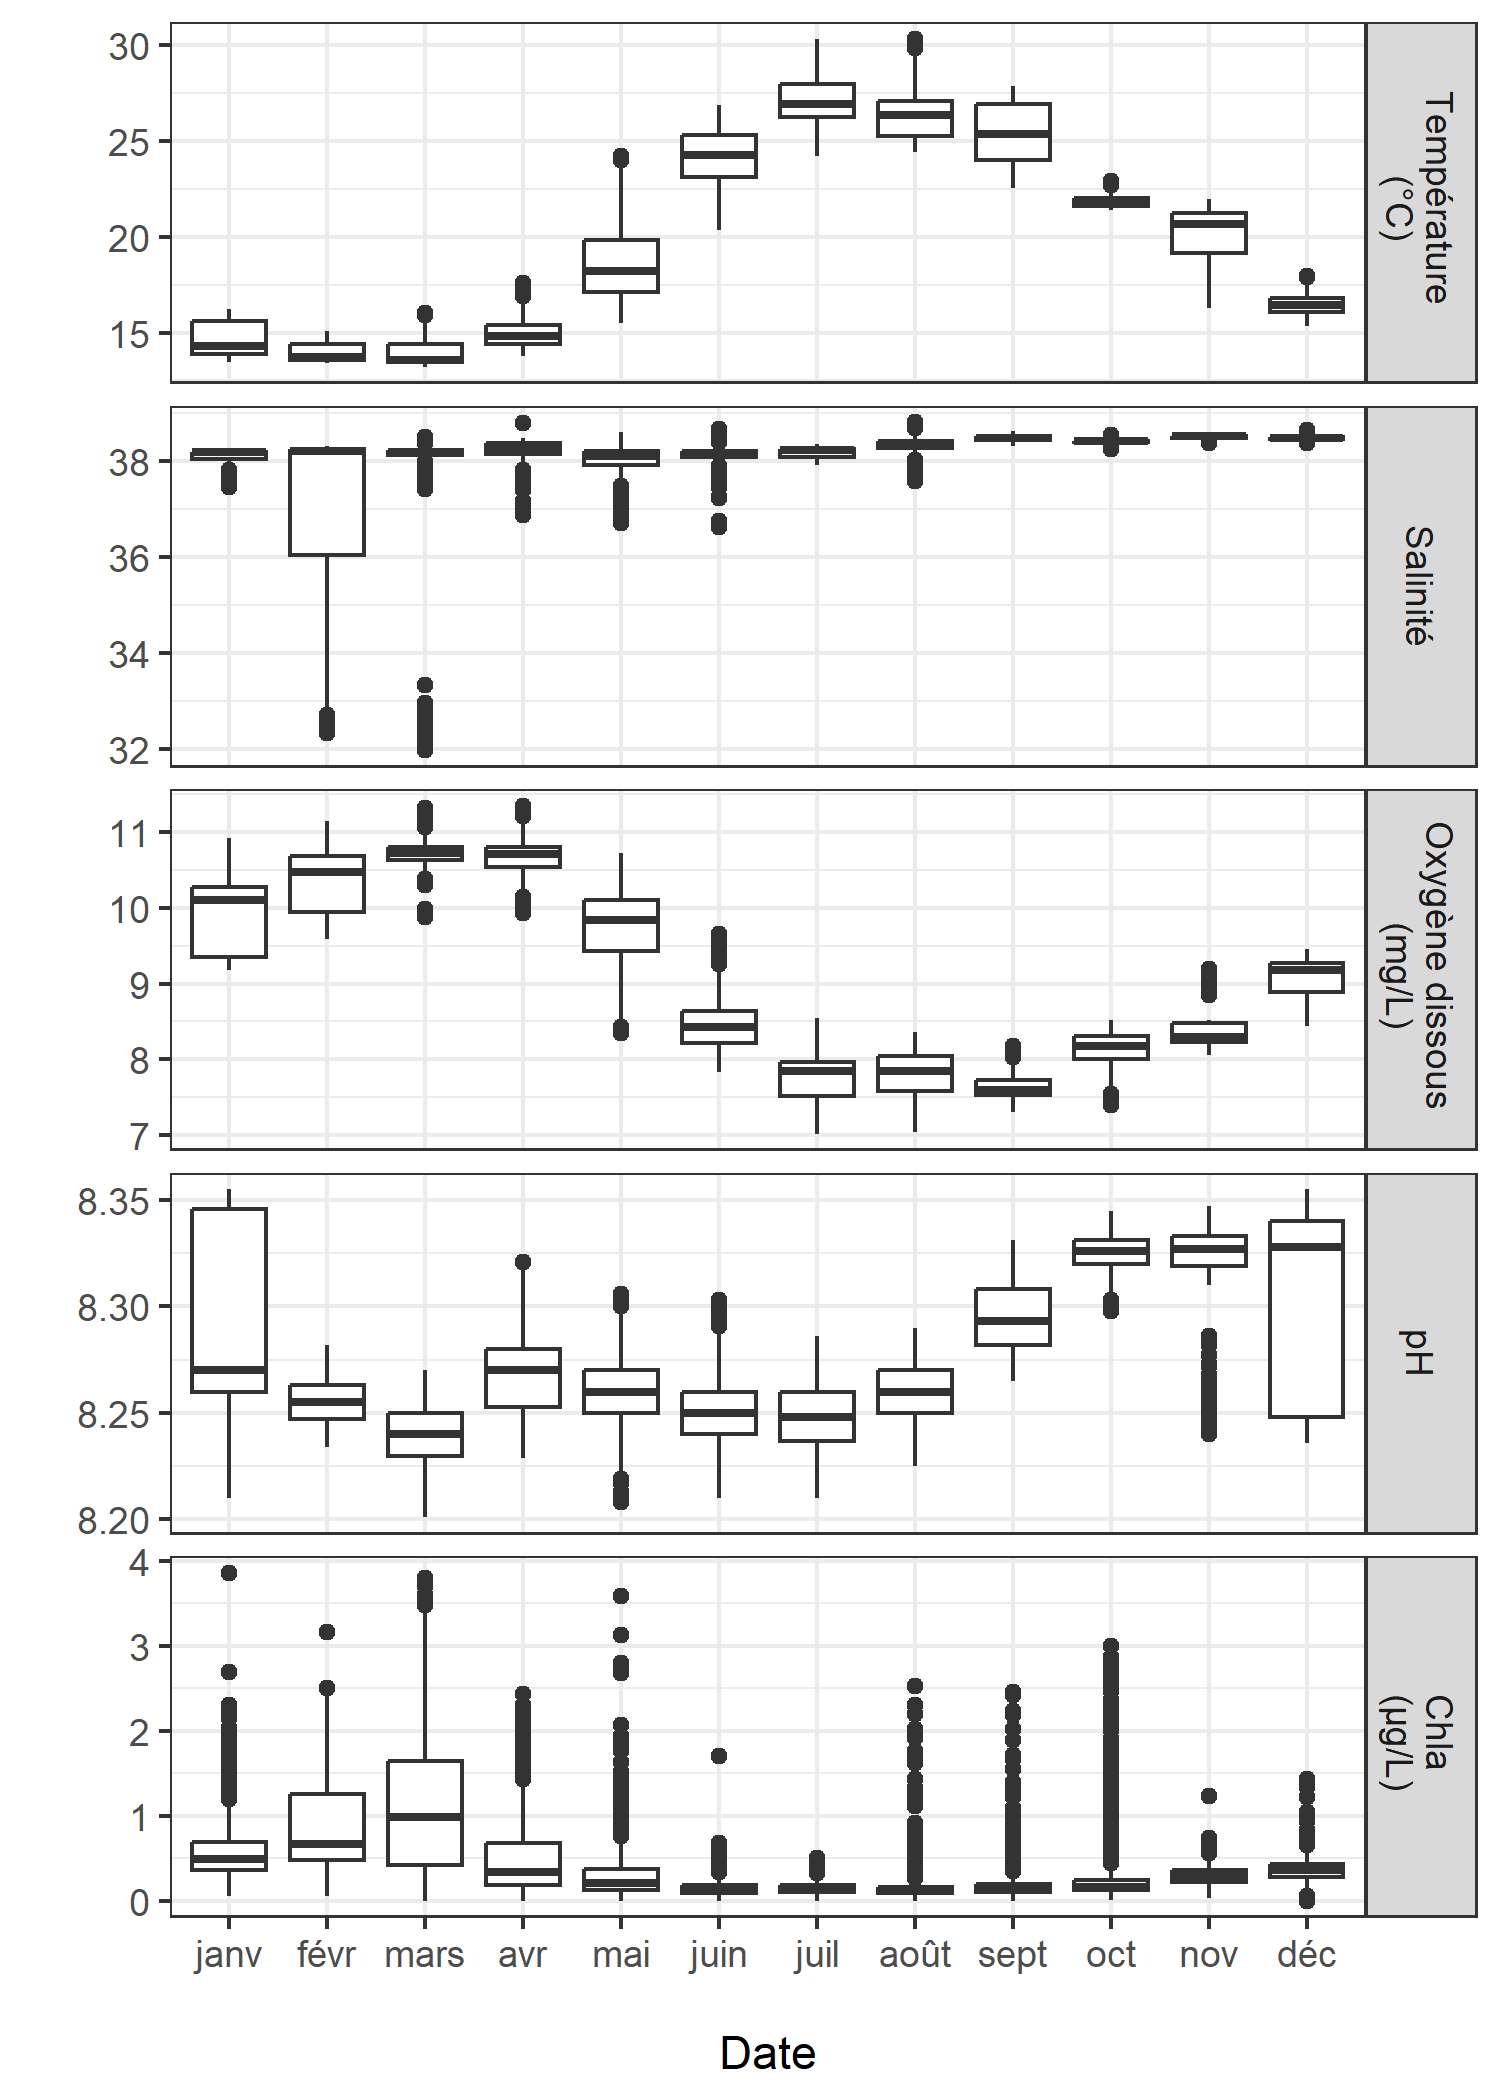 30
25
20
15
Température
(°C)
38
36
34
32
Salinité
11
10
9
8
7
Oxygène dissous
(mg/L)
8.35
8.30
8.25
8.20
pH
4
3
2
1
0
Chla
(µg/L)
janv févr mars avr mai juin juil août sept oct nov déc
Date